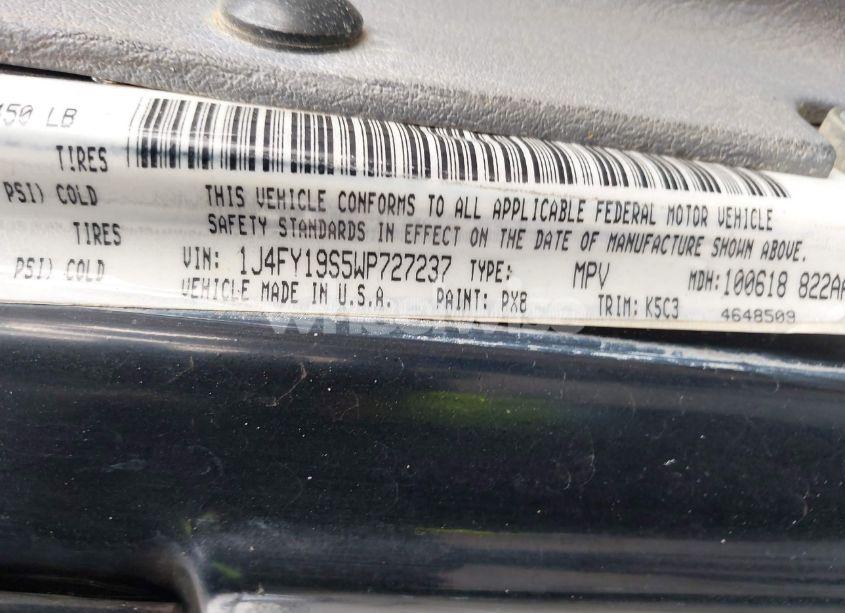 450 LB
TIRES
PSI) COLD
TIRES
PSI) COLD
THIS VEHICLE CONFORMS TO ALL APPLICABLE FEDERAL MOTOR VEHICLE
SAFETY STANDARDS IN EFFECT ON THE DATE OF MANUFACTURE SHOWN ABOVE.
VIN: 1J4FY19S5WP727237 TYPE: MPV MDH: 100618 822AA
VEHICLE MADE IN U.S.A. PAINT: PX8 TRIM: K5C3 4648509